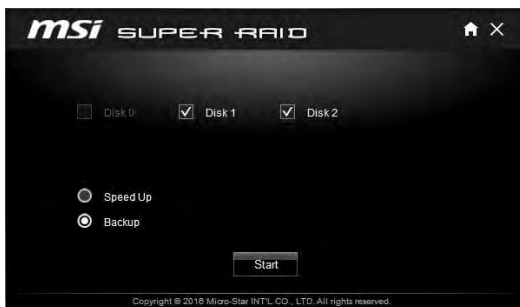 msi SUPER RAID
Disk 0 Disk 1 Disk 2
Speed Up
Backup
Start
Copyright © 2016 Micro-Star INT'L CO., LTD. All rights reserved.